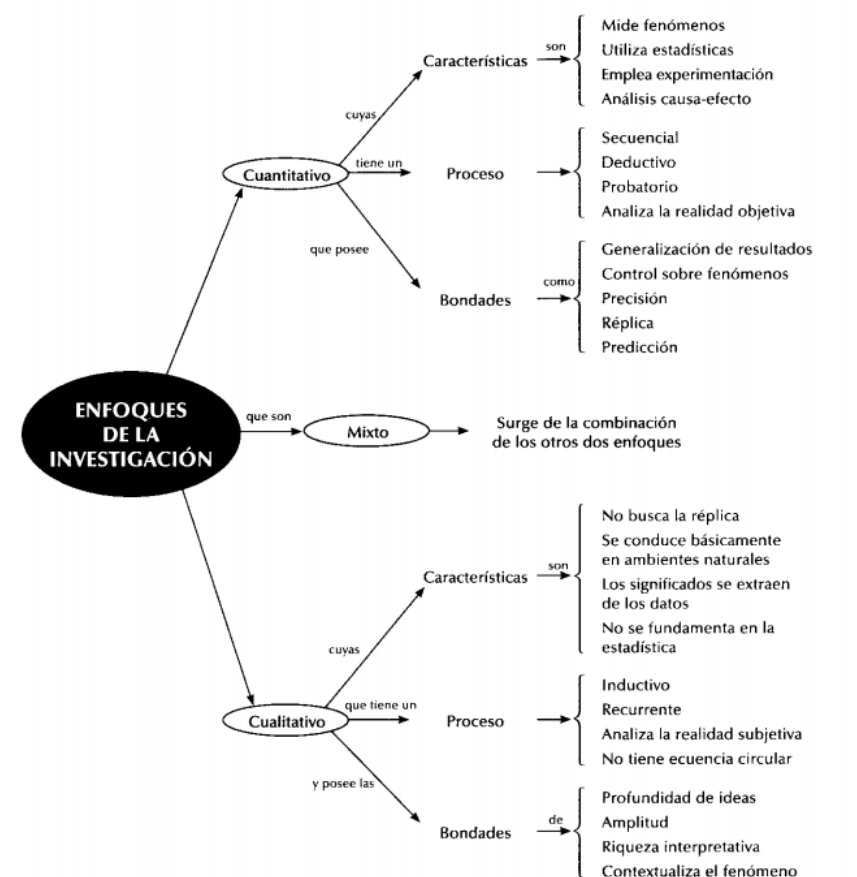 ENFOQUES
DE LA
INVESTIGACIÓN
Cuantitativo
cuyas
Características
son
Mide fenómenos
Utiliza estadísticas
Emplea experimentación
Análisis causa-efecto
tiene un
Proceso
Secuencial
Deductivo
Probatorio
Analiza la realidad objetiva
que posee
Bondades
como
Generalización de resultados
Control sobre fenómenos
Precisión
Réplica
Predicción
que son
Mixto
Surge de la combinación
de los otros dos enfoques
Cualitativo
cuyas
Características
son
No busca la réplica
Se conduce básicamente
en ambientes naturales
Los significados se extraen
de los datos
No se fundamenta en la
estadística
que tiene un
Proceso
Inductivo
Recurrente
Analiza la realidad subjetiva
No tiene ecuencia circular
y posee las
Bondades
de
Profundidad de ideas
Amplitud
Riqueza interpretativa
Contextualiza el fenómeno